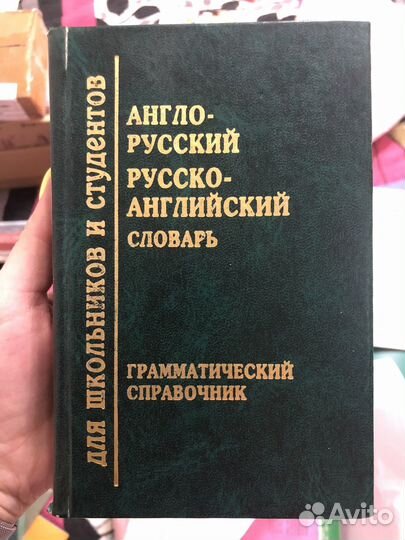 ДЛЯ ШКОЛЬНИКОВ И СТУДЕНТОВ
АНГЛО-
РУССКИЙ
РУССКО-
АНГЛИЙСКИЙ
СЛОВАРЬ
ГРАММАТИЧЕСКИЙ
СПРАВОЧНИК
Avito